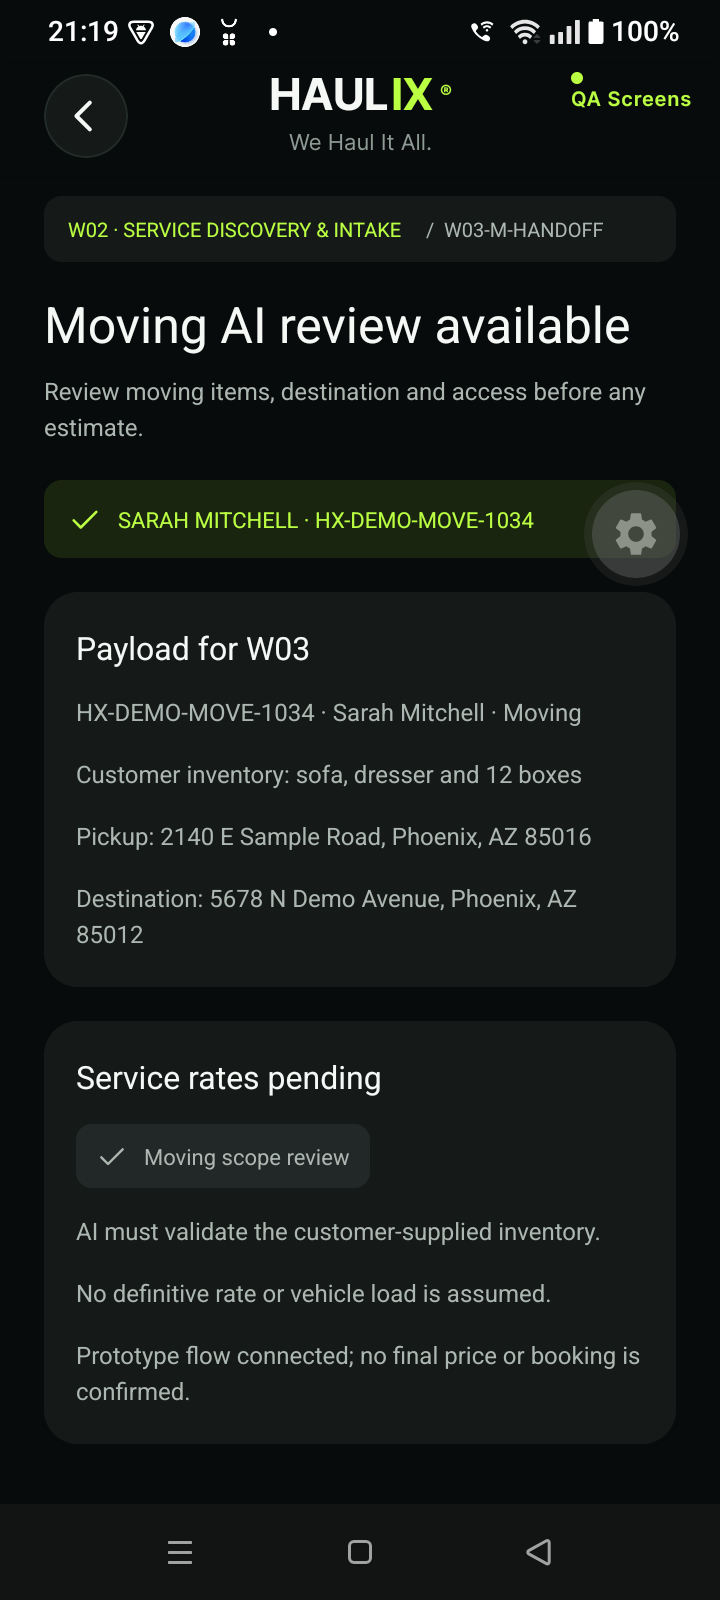 21:19
100%
HAULIX ®
QA Screens
We Haul It All.
W02 · SERVICE DISCOVERY & INTAKE / W03-M-HANDOFF
Moving AI review available
Review moving items, destination and access before any
estimate.
SARAH MITCHELL · HX-DEMO-MOVE-1034
Payload for W03
HX-DEMO-MOVE-1034 · Sarah Mitchell · Moving
Customer inventory: sofa, dresser and 12 boxes
Pickup: 2140 E Sample Road, Phoenix, AZ 85016
Destination: 5678 N Demo Avenue, Phoenix, AZ
85012
Service rates pending
Moving scope review
AI must validate the customer-supplied inventory.
No definitive rate or vehicle load is assumed.
Prototype flow connected; no final price or booking is
confirmed.